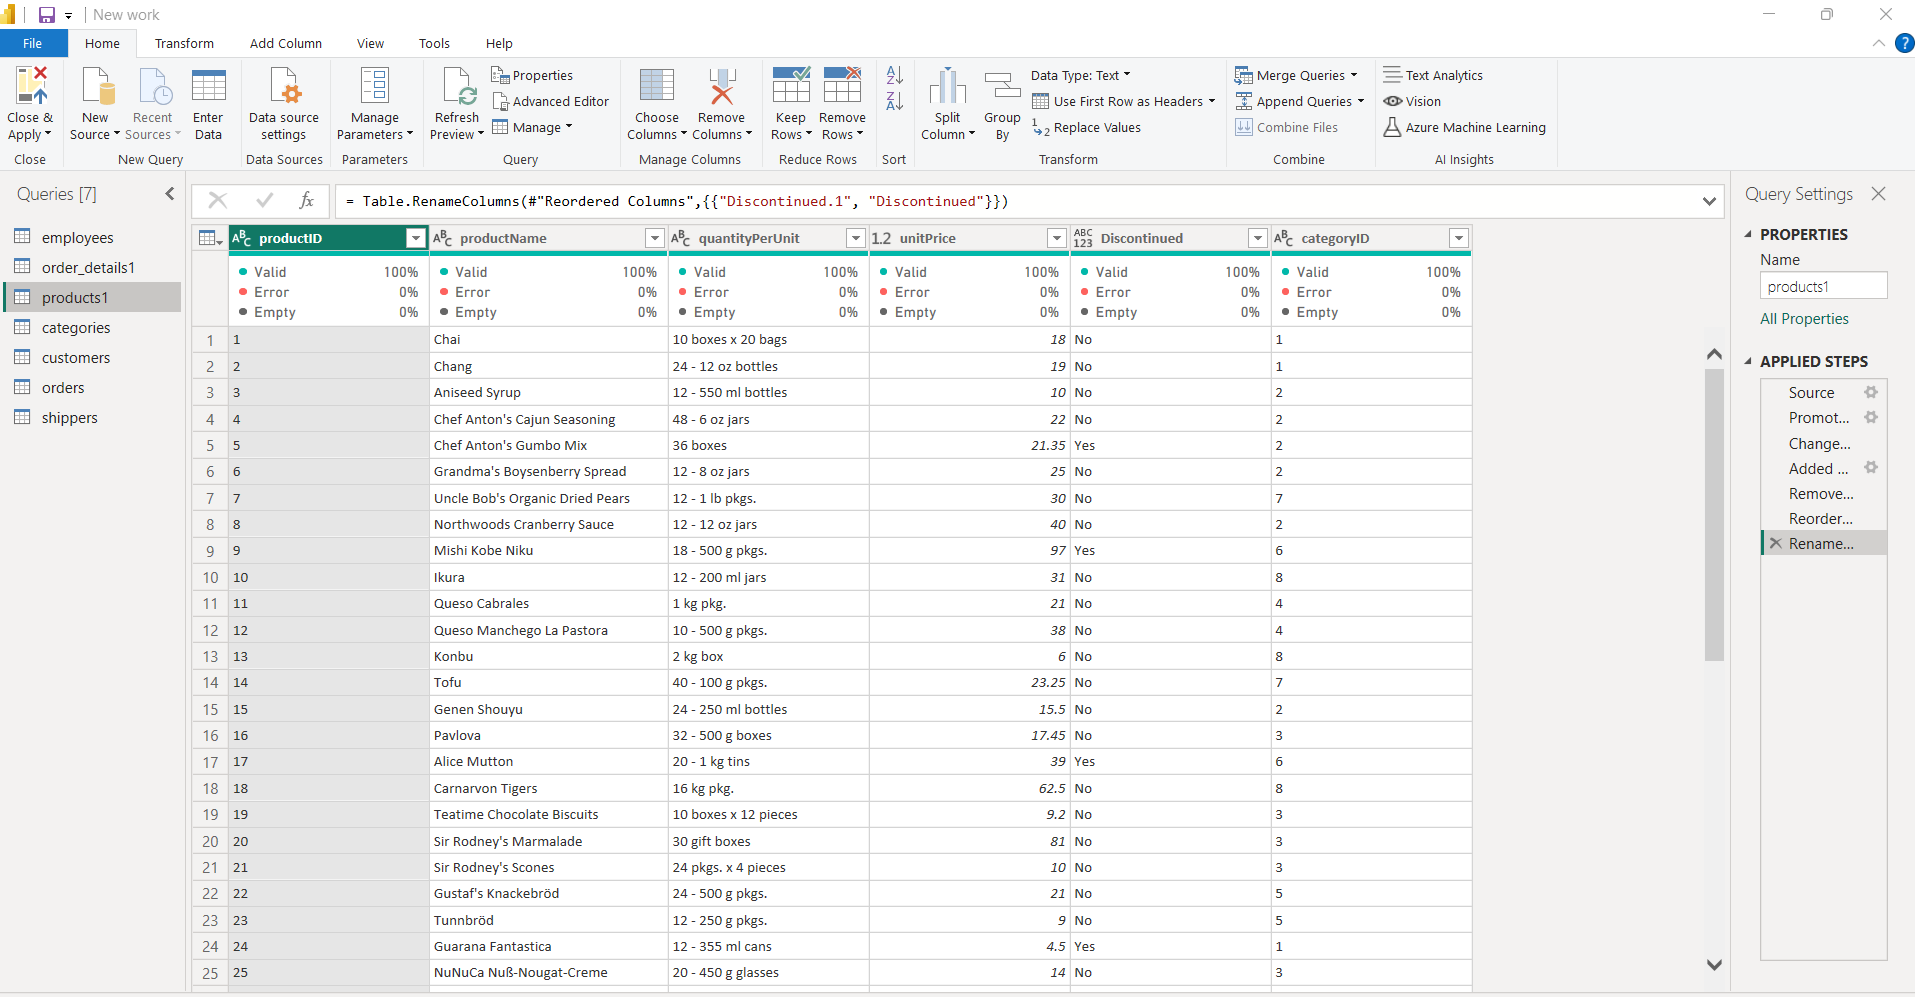 New work
File Home Transform Add Column View Tools Help
Close & Apply New Source Recent Sources Enter Data Data source settings Manage Parameters Refresh Preview Properties Advanced Editor Manage Choose Columns Remove Columns Keep Rows Remove Rows Split Column Group By Data Type: Text Use First Row as Headers Replace Values Merge Queries Append Queries Combine Files Text Analytics Vision Azure Machine Learning
Close New Query Data Sources Parameters Query Manage Columns Reduce Rows Sort Transform Combine AI Insights
Queries [7]
employees
order_details1
products1
categories
customers
orders
shippers
= Table.RenameColumns(#"Reordered Columns",{{"Discontinued.1", "Discontinued"}})
productID productName quantityPerUnit 1.2 unitPrice ABC 123 Discontinued categoryID
Valid 100% Valid 100% Valid 100% Valid 100% Valid 100% Valid 100%
Error 0% Error 0% Error 0% Error 0% Error 0% Error 0%
Empty 0% Empty 0% Empty 0% Empty 0% Empty 0% Empty 0%
1 1 Chai 10 boxes x 20 bags 18 No 1
2 2 Chang 24 - 12 oz bottles 19 No 1
3 3 Aniseed Syrup 12 - 550 ml bottles 10 No 2
4 4 Chef Anton's Cajun Seasoning 48 - 6 oz jars 22 No 2
5 5 Chef Anton's Gumbo Mix 36 boxes 21.35 Yes 2
6 6 Grandma's Boysenberry Spread 12 - 8 oz jars 25 No 2
7 7 Uncle Bob's Organic Dried Pears 12 - 1 lb pkgs. 30 No 7
8 8 Northwoods Cranberry Sauce 12 - 12 oz jars 40 No 2
9 9 Mishi Kobe Niku 18 - 500 g pkgs. 97 Yes 6
10 10 Ikura 12 - 200 ml jars 31 No 8
11 11 Queso Cabrales 1 kg pkg. 21 No 4
12 12 Queso Manchego La Pastora 10 - 500 g pkgs. 38 No 4
13 13 Konbu 2 kg box 6 No 8
14 14 Tofu 40 - 100 g pkgs. 23.25 No 7
15 15 Genen Shouyu 24 - 250 ml bottles 15.5 No 2
16 16 Pavlova 32 - 500 g boxes 17.45 No 3
17 17 Alice Mutton 20 - 1 kg tins 39 Yes 6
18 18 Carnarvon Tigers 16 kg pkg. 62.5 No 8
19 19 Teatime Chocolate Biscuits 10 boxes x 12 pieces 9.2 No 3
20 20 Sir Rodney's Marmalade 30 gift boxes 81 No 3
21 21 Sir Rodney's Scones 24 pkgs. x 4 pieces 10 No 3
22 22 Gustaf's Knackebröd 24 - 500 g pkgs. 21 No 5
23 23 Tunnbröd 12 - 250 g pkgs. 9 No 5
24 24 Guarana Fantastica 12 - 355 ml cans 4.5 Yes 1
25 25 NuNuCa Nuß-Nougat-Creme 20 - 450 g glasses 14 No 3
Query Settings
PROPERTIES
Name
products1
All Properties
APPLIED STEPS
Source
Promot...
Change...
Added ...
Remove...
Reorder...
Rename...